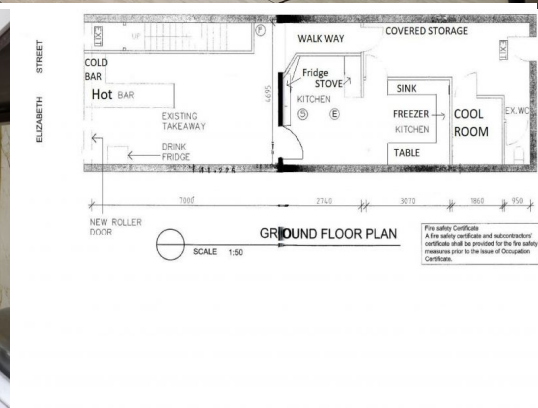 ELIZABETH STREET
EXIT
UP
F
WALK WAY
COVERED STORAGE
EXIT
COLD
BAR
Hot BAR
EXISTING
TAKEAWAY
DRINK
FRIDGE
4695
Fridge
STOVE
KITCHEN
S
E
SINK
FREEZER
KITCHEN
TABLE
COOL
ROOM
EX.WC
7000
2740
3070
1860
950
NEW ROLLER
DOOR
GROUND FLOOR PLAN
SCALE 1:50
Fire safety Certificate
A fire safety certificate and subcontractors'
certificate shall be provided for the fire safety
measures prior to the issue of Occupation
Certificate.